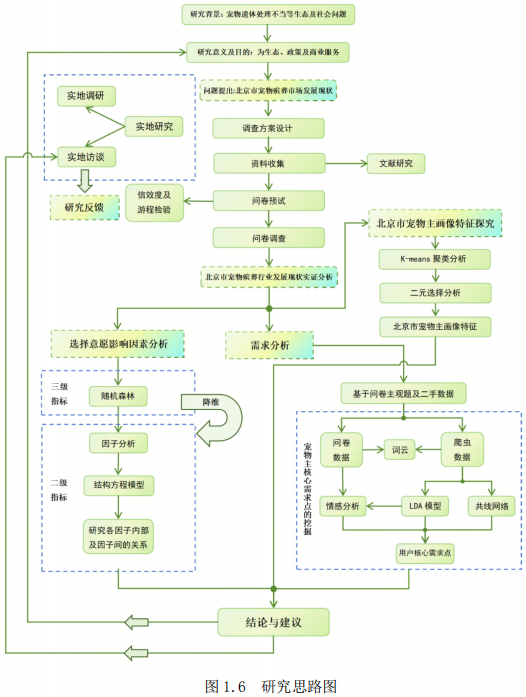 研究背景：宠物遗体处理不当等生态及社会问题
研究意义及目的：为生态、政策及商业服务
问题提出:北京市宠物殡葬市场发展现状
调查方案设计
资料收集
文献研究
问卷预试
信效度及
游程检验
问卷调查
北京市宠物殡葬行业发展现状实证分析
实地调研
实地研究
实地访谈
研究反馈
北京市宠物主画像特征探究
K-means 聚类分析
二元选择分析
北京市宠物主画像特征
选择意愿影响因素分析
需求分析
三级
指标
随机森林
降维
二级
指标
因子分析
结构方程模型
研究各因子内部
及因子间的关系
基于问卷主观题及二手数据
宠物主核心需求点的挖掘
问卷
数据
词云
爬虫
数据
情感分析
LDA 模型
共线网络
用户核心需求点
结论与建议
图 1.6 研究思路图